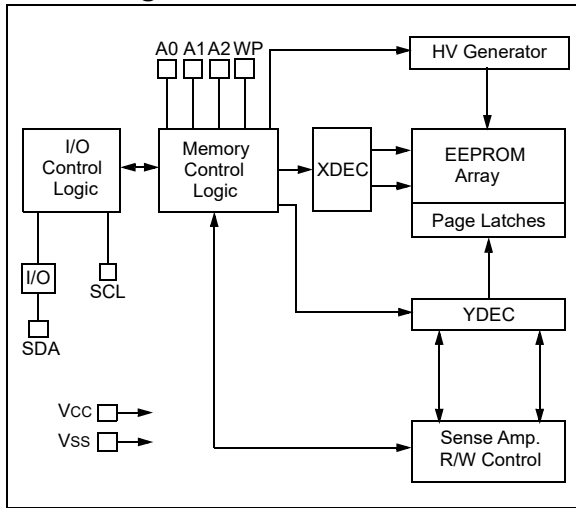 A0 A1 A2 WP
HV Generator
I/O
Control
Logic
Memory
Control
Logic
XDEC
EEPROM
Array
Page Latches
I/O
SCL
SDA
YDEC
VCC
VSS
Sense Amp.
R/W Control